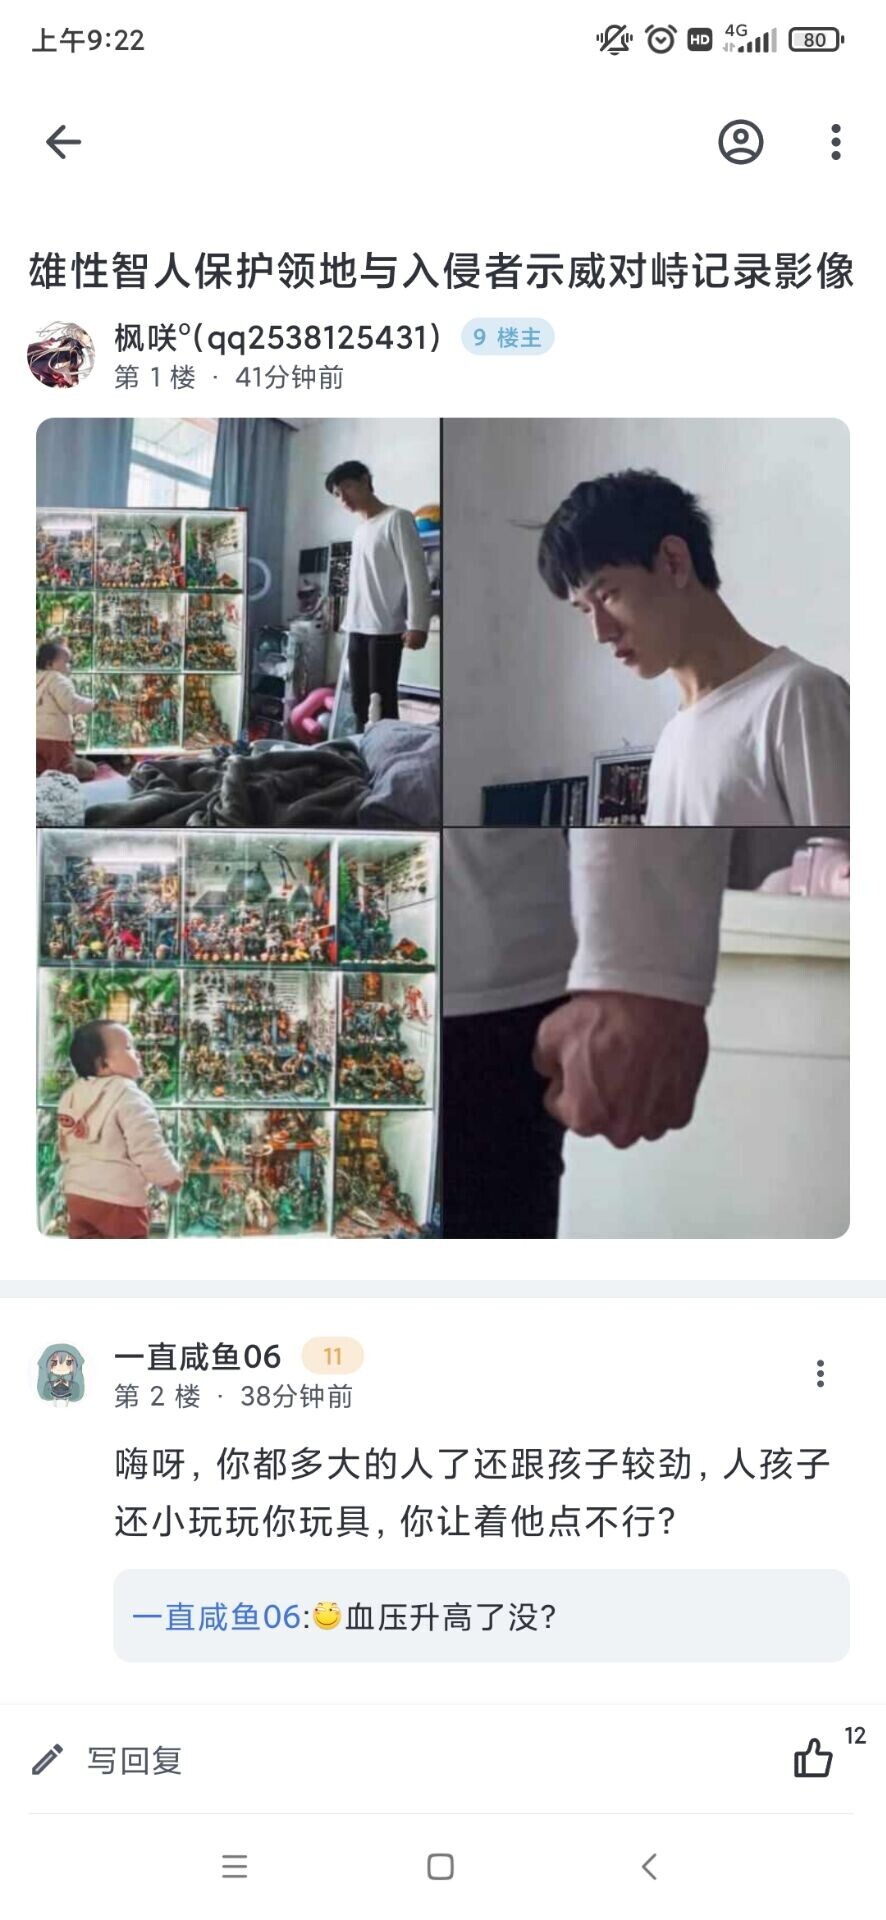 上午9:22
HD
4G
80
雄性智人保护领地与入侵者示威对峙记录影像
枫咲º(qq2538125431)
9 楼主
第 1 楼 · 41分钟前
一直咸鱼06
11
第 2 楼 · 38分钟前
嗨呀，你都多大的人了还跟孩子较劲，人孩子
还小玩玩你玩具，你让着他点不行？
一直咸鱼06:血压升高了没？
写回复
12